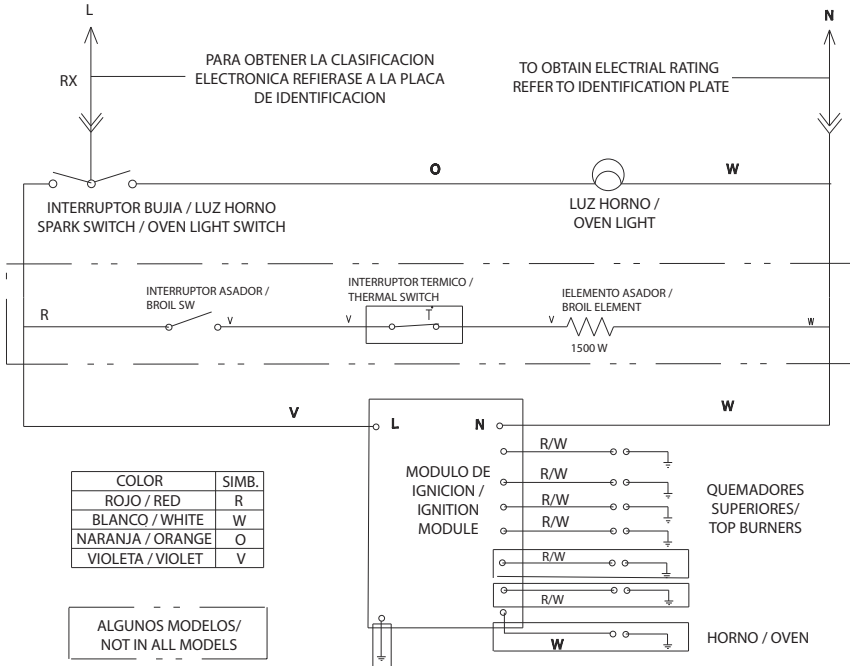 L
N
PARA OBTENER LA CLASIFICACION
ELECTRONICA REFIERASE A LA PLACA
DE IDENTIFICACION
TO OBTAIN ELECTRIAL RATING
REFER TO IDENTIFICATION PLATE
RX
O
W
INTERRUPTOR BUJIA / LUZ HORNO
SPARK SWITCH / OVEN LIGHT SWITCH
LUZ HORNO /
OVEN LIGHT
INTERRUPTOR ASADOR /
BROIL SW
INTERRUPTOR TERMICO /
THERMAL SWITCH
IELEMENTO ASADOR /
BROIL ELEMENT
R
V
V
T
V
W
1500 W
V
W
L
N
MODULO DE
IGNICION /
IGNITION
MODULE
R/W
R/W
R/W
R/W
R/W
R/W
W
QUEMADORES
SUPERIORES/
TOP BURNERS
HORNO / OVEN
COLOR SIMB.
ROJO / RED R
BLANCO / WHITE W
NARANJA / ORANGE O
VIOLETA / VIOLET V
ALGUNOS MODELOS/
NOT IN ALL MODELS